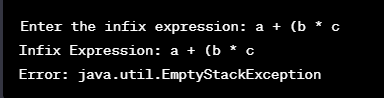 Enter the infix expression: a + (b * c
Infix Expression: a + (b * c
Error: java.util.EmptyStackException